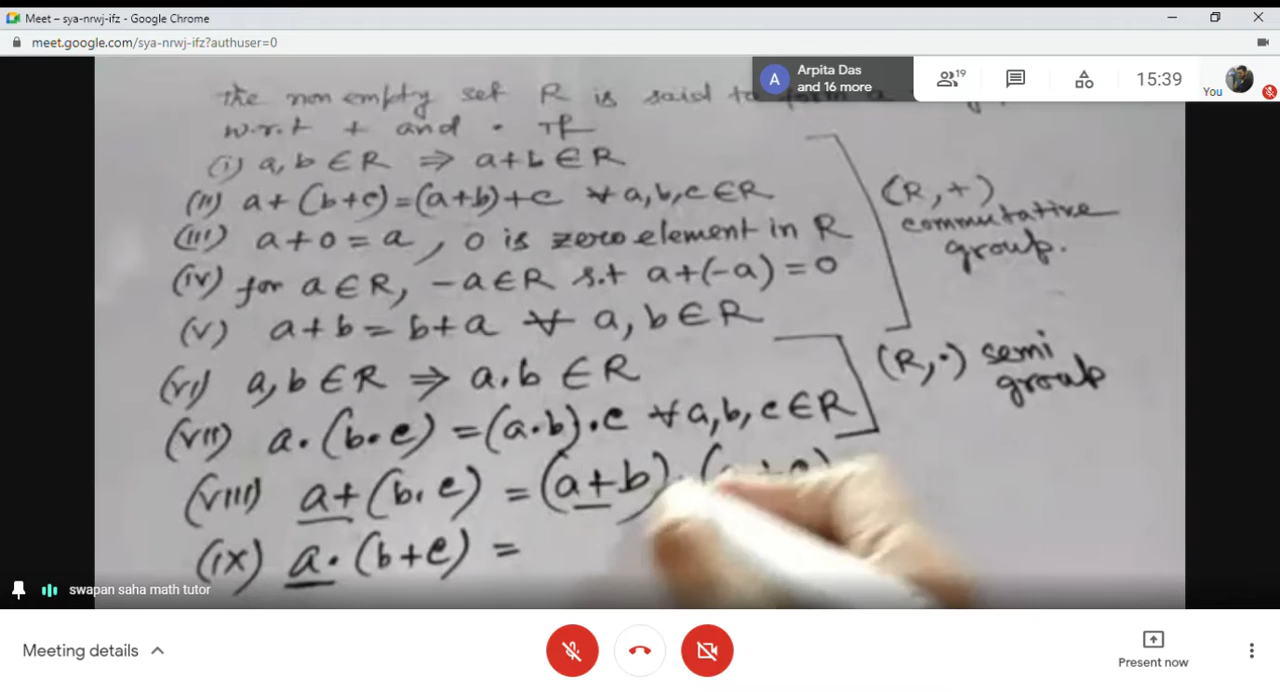 Meet – sya-nrwj-ifz - Google Chrome
meet.google.com/sya-nrwj-ifz?authuser=0
Arpita Das
and 16 more
19
15:39
You
the non empty set R is said to
w.r.t + and . If
(i) a, b ∈ R ⇒ a+b ∈ R
(ii) a+(b+c)=(a+b)+c ∀ a,b,c ∈ R
(iii) a+0=a, 0 is zero element in R
(iv) for a ∈ R, -a ∈ R s.t a+(-a)=0
(v) a+b=b+a ∀ a, b ∈ R
(R,+)
commutative
group.
(vi) a, b ∈ R ⇒ a.b ∈ R
(vii) a.(b.c)=(a.b).c ∀ a,b,c ∈ R
(R,.) semi
group
(viii) a+(b.c) = (a+b).(a+c)
(ix) a.(b+c) =
swapan saha math tutor
Meeting details
Present now